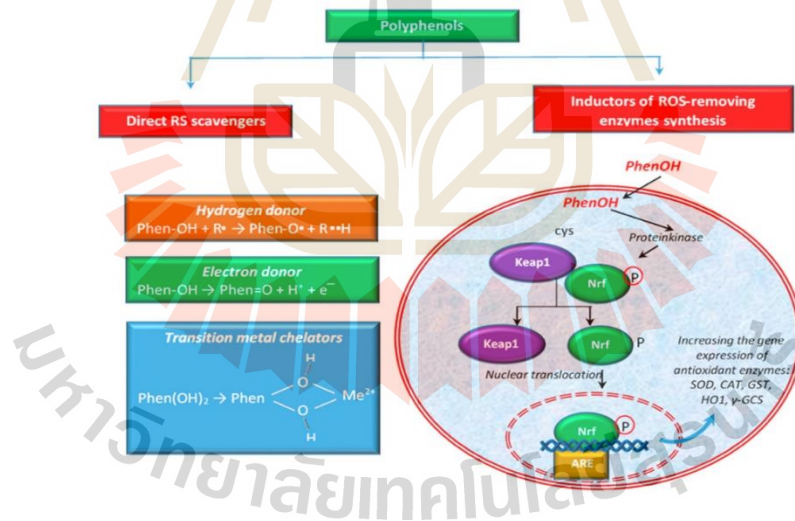 Polyphenols
Direct RS scavengers
Inductors of ROS-removing
enzymes synthesis
Hydrogen donor
Phen-OH + R• → Phen-O• + R••H
Electron donor
Phen-OH → Phen=O + H⁺ + e⁻
Transition metal chelators
H
Phen(OH)₂ → Phen
O
O
Me²⁺
H
PhenOH
PhenOH
Proteinkinase
cys
Keap1
Nrf
P
Keap1
Nrf
P
Nuclear translocation
Increasing the gene
expression of
antioxidant enzymes:
SOD, CAT, GST,
HO1, γ-GCS
Nrf
P
ARE
มหาวิทยาลัยเทคโนโลยีสุรนารี